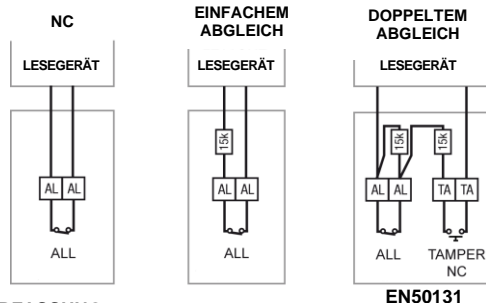 NC
EINFACHEM
ABGLEICH
DOPPELTEM
ABGLEICH
LESEGERÄT
LESEGERÄT
LESEGERÄT
15k
15k
15k
AL AL
AL AL
AL AL
TA TA
ALL
ALL
ALL
TAMPER
NC
EN50131